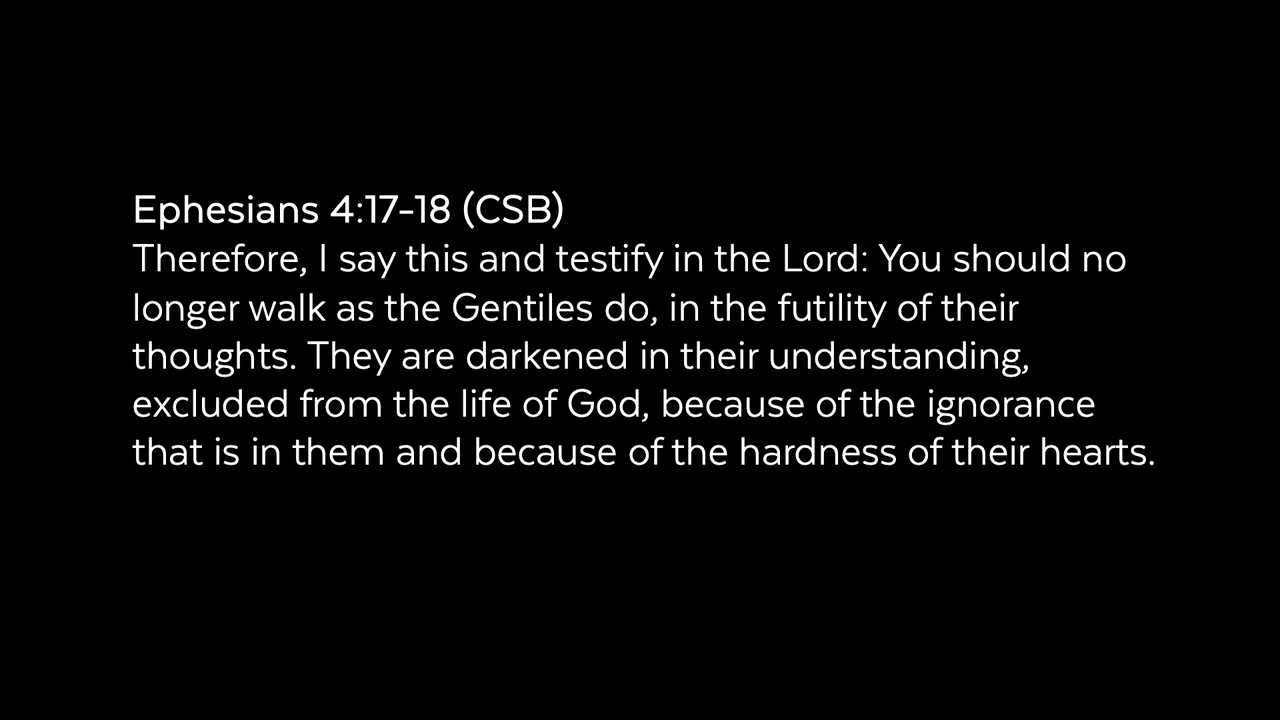 Ephesians 4:17-18 (CSB)
Therefore, I say this and testify in the Lord: You should no
longer walk as the Gentiles do, in the futility of their
thoughts. They are darkened in their understanding,
excluded from the life of God, because of the ignorance
that is in them and because of the hardness of their hearts.